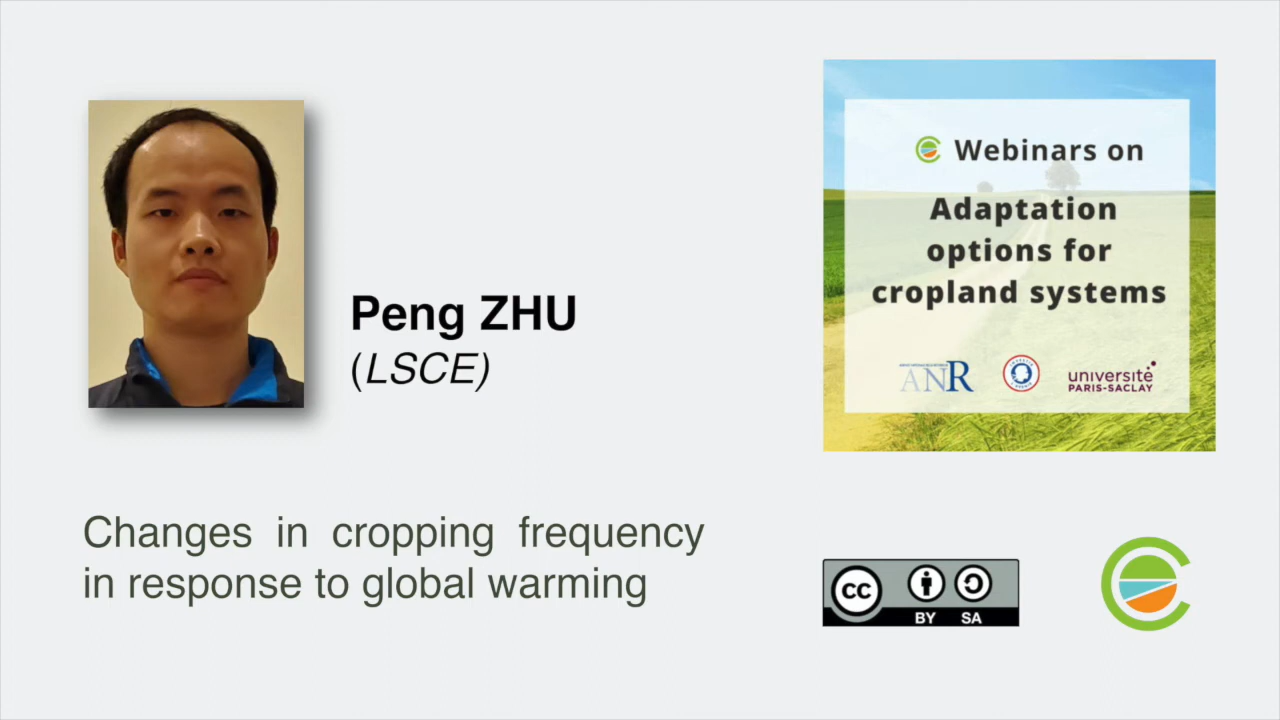 Peng ZHU
(LSCE)
Changes in cropping frequency
in response to global warming
Webinars on
Adaptation
options for
cropland systems
ANR
université
PARIS-SACLAY
CC
BY SA